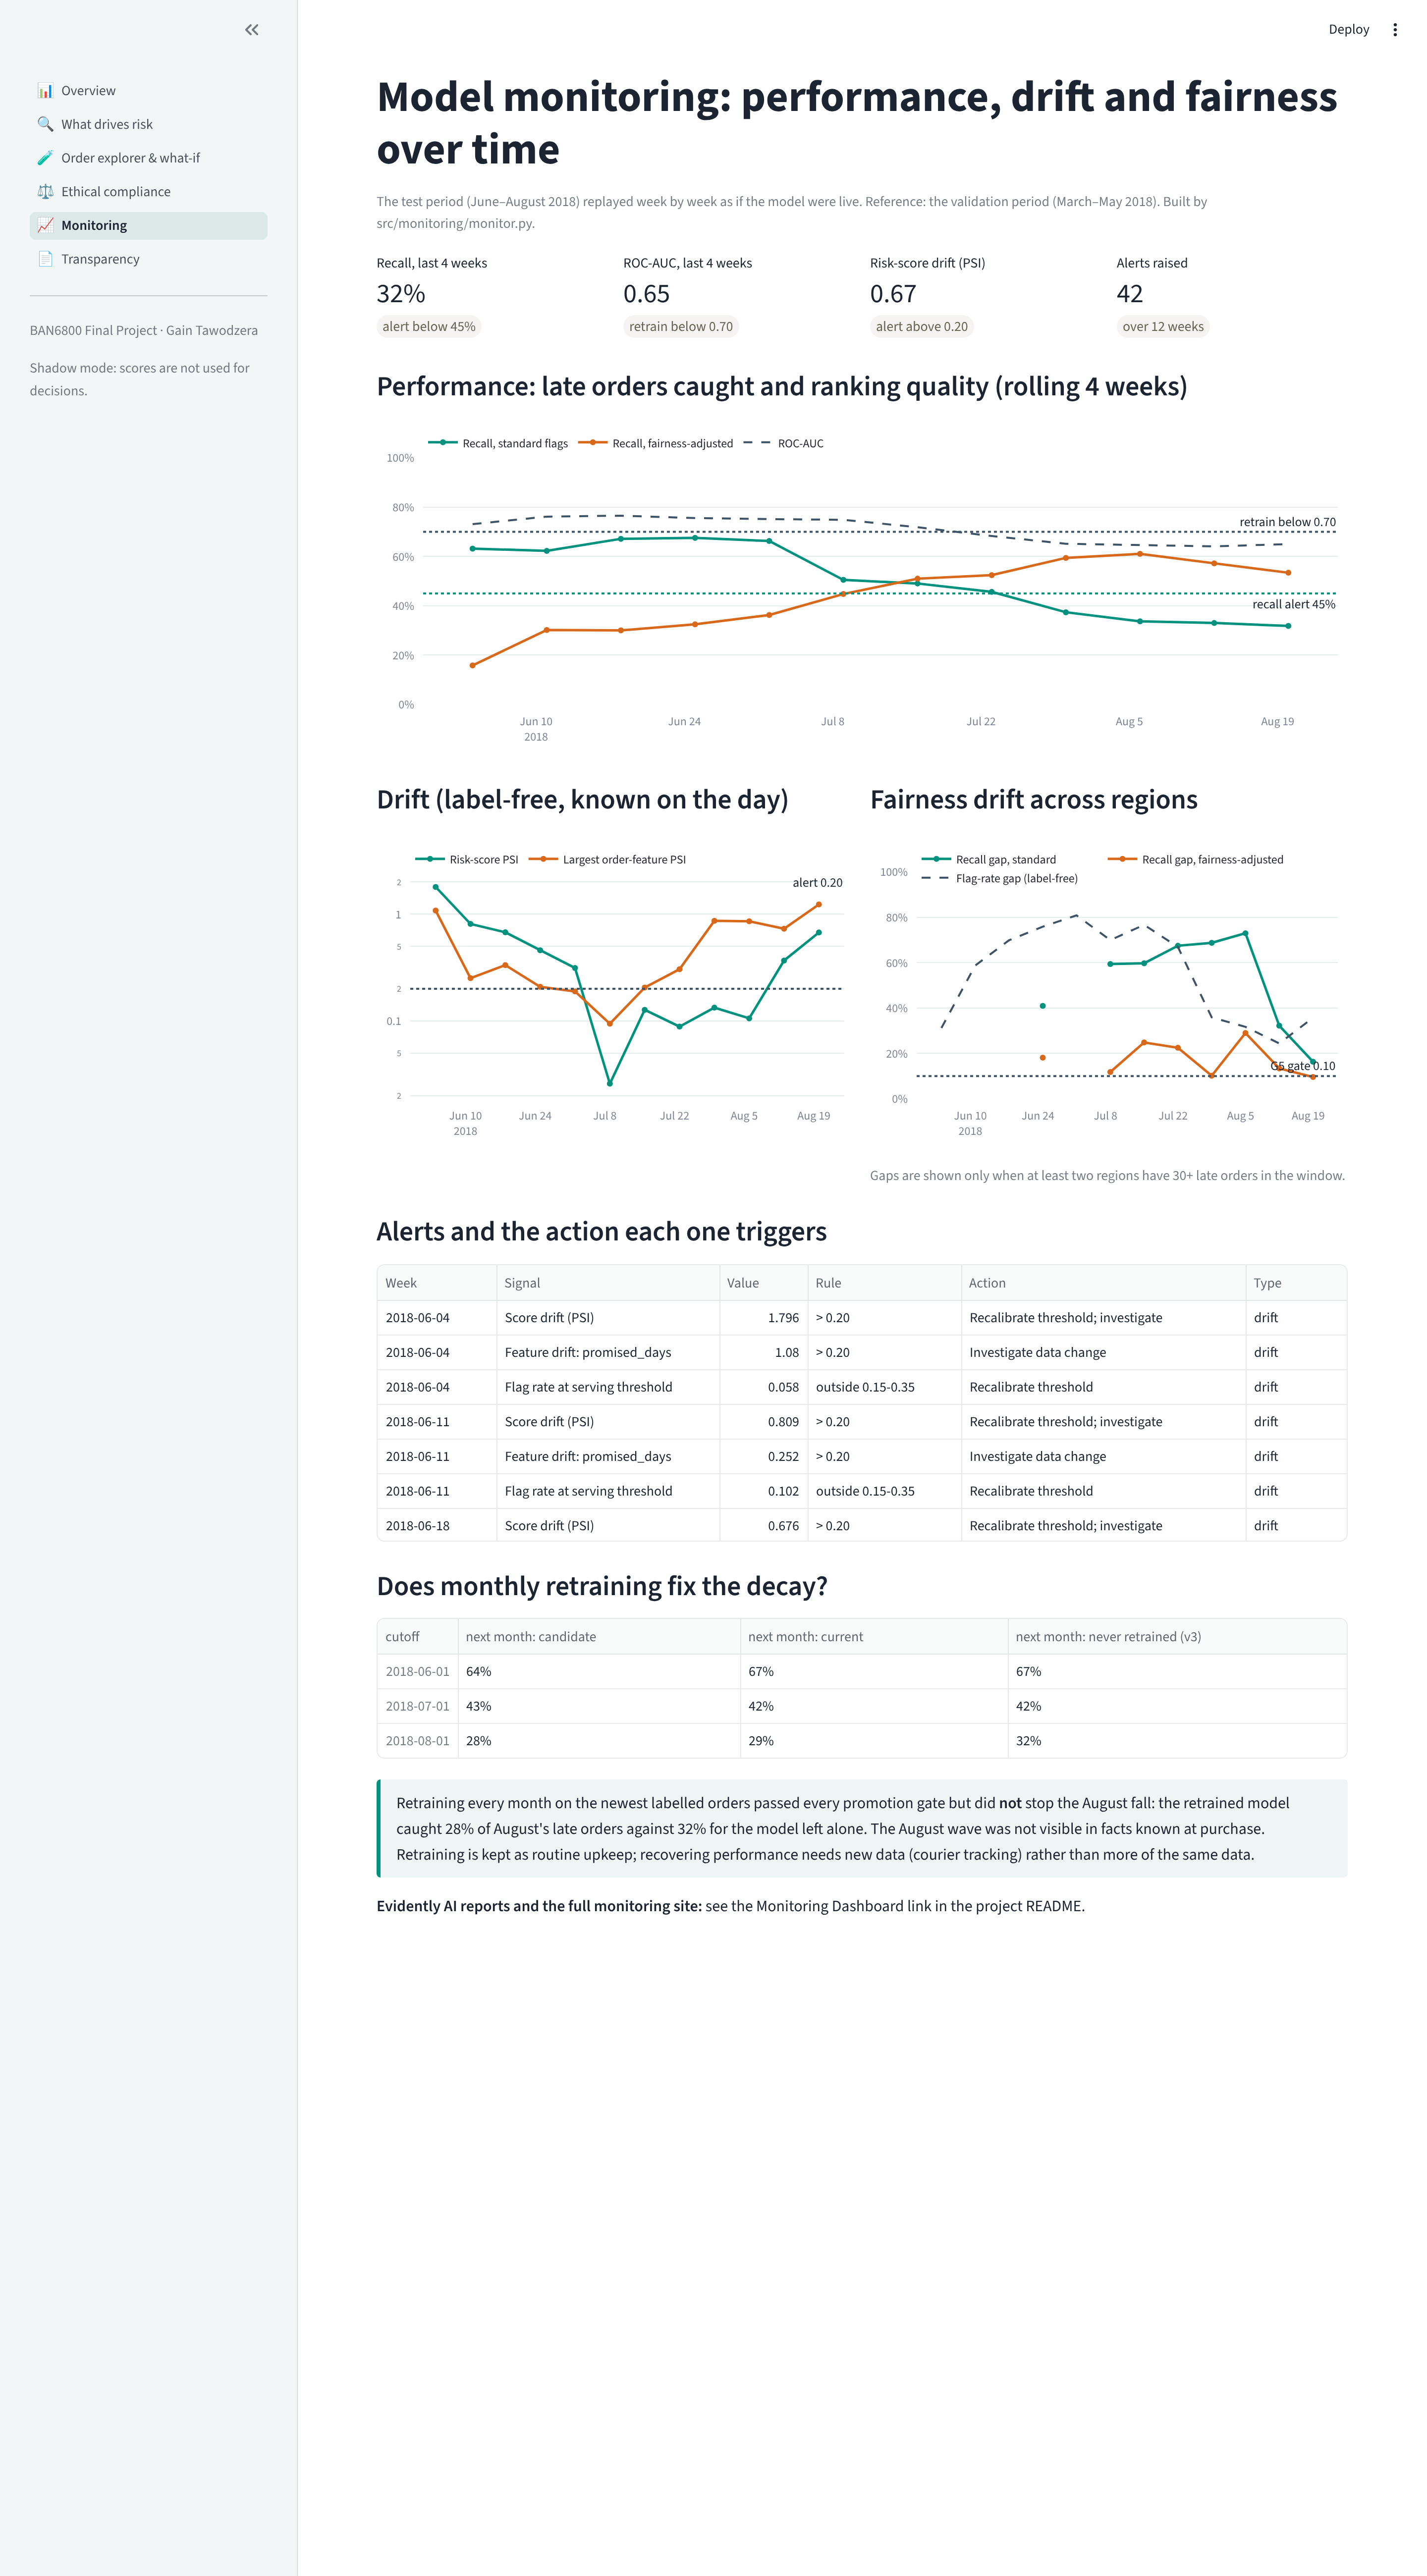 Deploy
Overview
What drives risk
Order explorer & what-if
Ethical compliance
Monitoring
Transparency
BAN6800 Final Project · Gain Tawodzera
Shadow mode: scores are not used for
decisions.
Model monitoring: performance, drift and fairness
over time
The test period (June–August 2018) replayed week by week as if the model were live. Reference: the validation period (March–May 2018). Built by
src/monitoring/monitor.py.
Recall, last 4 weeks
32%
alert below 45%
ROC-AUC, last 4 weeks
0.65
retrain below 0.70
Risk-score drift (PSI)
0.67
alert above 0.20
Alerts raised
42
over 12 weeks
Performance: late orders caught and ranking quality (rolling 4 weeks)
Recall, standard flags Recall, fairness-adjusted ROC-AUC
100%
80%
retrain below 0.70
60%
40%
recall alert 45%
20%
0%
Jun 10 Jun 24 Jul 8 Jul 22 Aug 5 Aug 19
2018
Drift (label-free, known on the day)
Risk-score PSI Largest order-feature PSI
2
alert 0.20
1
5
2
0.1
5
2
Jun 10 Jun 24 Jul 8 Jul 22 Aug 5 Aug 19
2018
Fairness drift across regions
Recall gap, standard Recall gap, fairness-adjusted
Flag-rate gap (label-free)
100%
80%
60%
40%
20%
G5 gate 0.10
0%
Jun 10 Jun 24 Jul 8 Jul 22 Aug 5 Aug 19
2018
Gaps are shown only when at least two regions have 30+ late orders in the window.
Alerts and the action each one triggers
Week Signal Value Rule Action Type
2018-06-04 Score drift (PSI) 1.796 > 0.20 Recalibrate threshold; investigate drift
2018-06-04 Feature drift: promised_days 1.08 > 0.20 Investigate data change drift
2018-06-04 Flag rate at serving threshold 0.058 outside 0.15-0.35 Recalibrate threshold drift
2018-06-11 Score drift (PSI) 0.809 > 0.20 Recalibrate threshold; investigate drift
2018-06-11 Feature drift: promised_days 0.252 > 0.20 Investigate data change drift
2018-06-11 Flag rate at serving threshold 0.102 outside 0.15-0.35 Recalibrate threshold drift
2018-06-18 Score drift (PSI) 0.676 > 0.20 Recalibrate threshold; investigate drift
Does monthly retraining fix the decay?
cutoff next month: candidate next month: current next month: never retrained (v3)
2018-06-01 64% 67% 67%
2018-07-01 43% 42% 42%
2018-08-01 28% 29% 32%
Retraining every month on the newest labelled orders passed every promotion gate but did not stop the August fall: the retrained model
caught 28% of August's late orders against 32% for the model left alone. The August wave was not visible in facts known at purchase.
Retraining is kept as routine upkeep; recovering performance needs new data (courier tracking) rather than more of the same data.
Evidently AI reports and the full monitoring site: see the Monitoring Dashboard link in the project README.